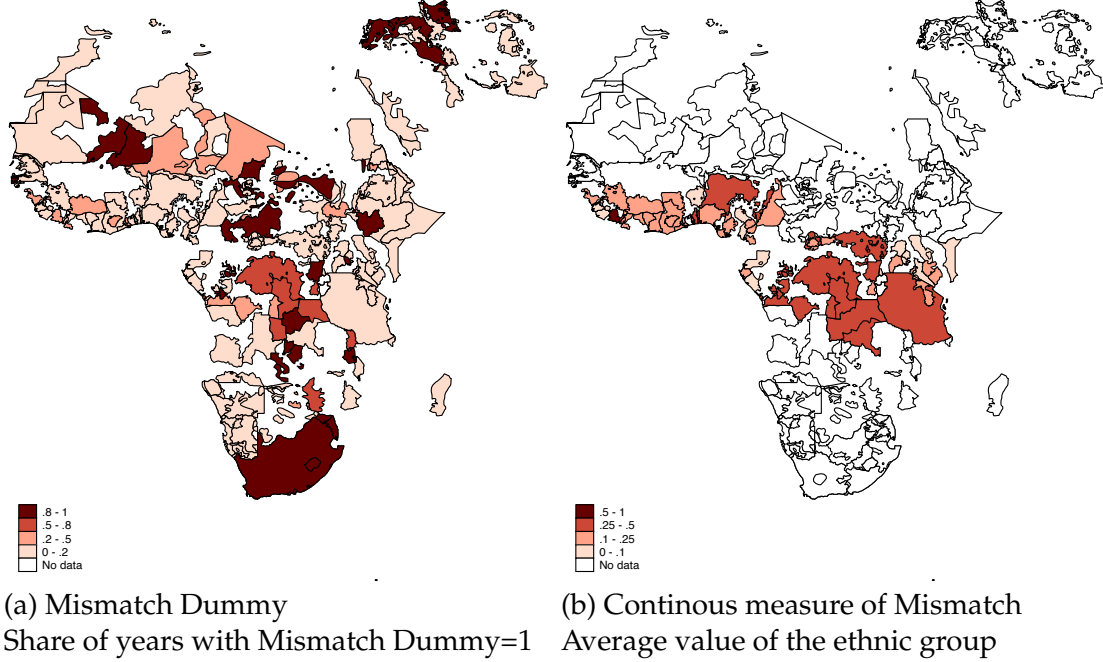 .8 - 1
.5 - .8
.2 - .5
0 - .2
No data
.5 - 1
.25 - .5
.1 - .25
0 - .1
No data
(a) Mismatch Dummy
Share of years with Mismatch Dummy=1
(b) Continous measure of Mismatch
Average value of the ethnic group